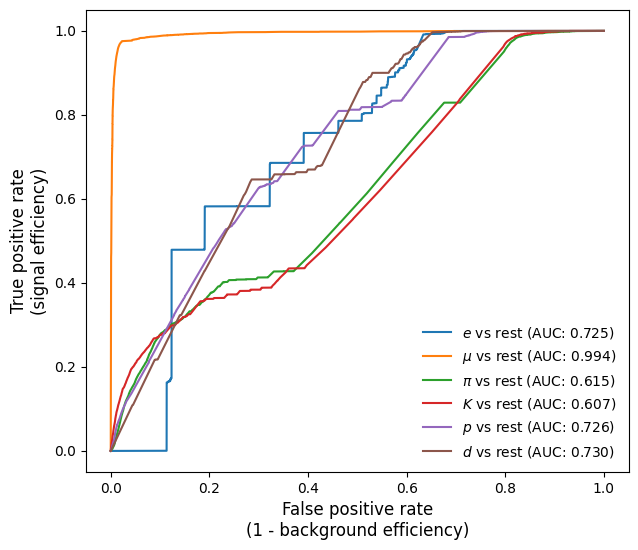 1.0
0.8
0.6
0.4
0.2
0.0
True positive rate
(signal efficiency)
e vs rest (AUC: 0.725)
μ vs rest (AUC: 0.994)
π vs rest (AUC: 0.615)
K vs rest (AUC: 0.607)
p vs rest (AUC: 0.726)
d vs rest (AUC: 0.730)
0.0 0.2 0.4 0.6 0.8 1.0
False positive rate
(1 - background efficiency)